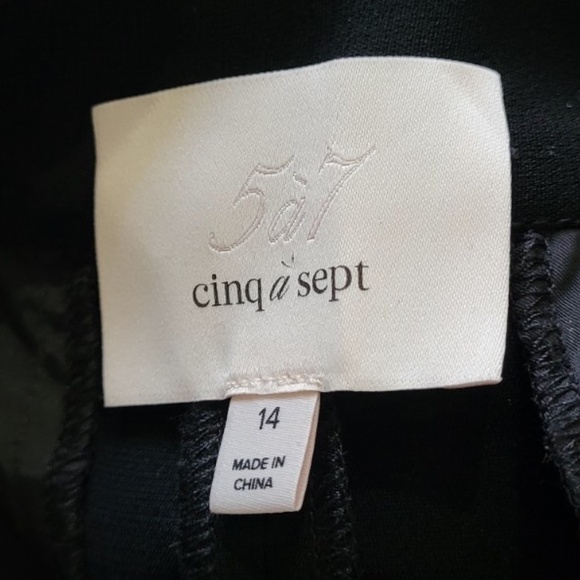 5à7
cinq à sept
14
MADE IN
CHINA